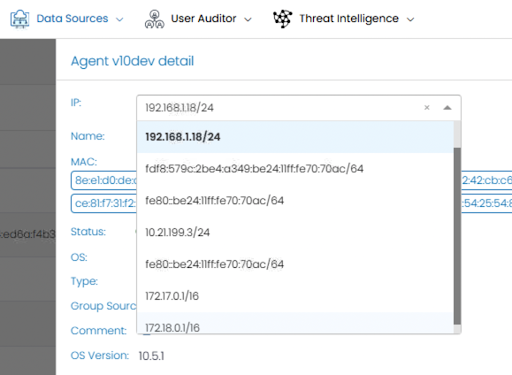 Data Sources
User Auditor
Threat Intelligence
Agent v10dev detail
IP:
192.168.1.18/24
×
Name:
192.168.1.18/24
MAC:
fdf8:579c:2be4:a349:be24:11ff:fe70:70ac/64
8e:e1:d0:de:
2:42:cb:c6
fe80::be24:11ff:fe70:70ac/64
ce:81:f7:31:f2:
:54:25:54:8
Status:
10.21.199.3/24
:ed6a:f4b3
OS:
fe80::be24:11ff:fe70:70ac/64
Type:
172.17.0.1/16
Group Sourc
Comment:
172.18.0.1/16
OS Version:
10.5.1